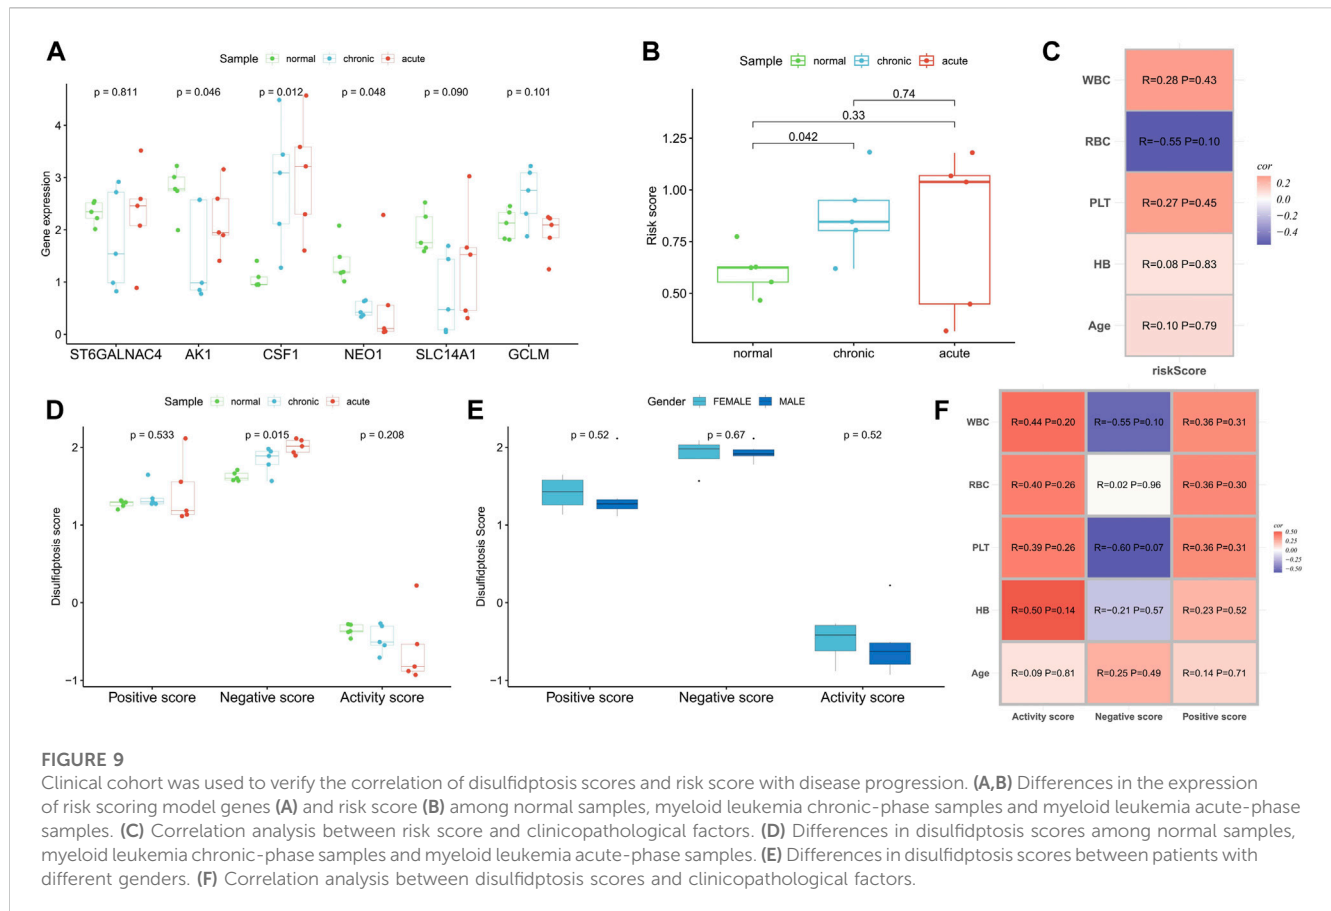 A
Sample normal chronic acute
p = 0.811 p = 0.046 p = 0.012 p = 0.048 p = 0.090 p = 0.101
Gene expression
4
3
2
1
0
ST6GALNAC4 AK1 CSF1 NEO1 SLC14A1 GCLM
B
Sample normal chronic acute
0.74
0.33
0.042
Risk score
1.25
1.00
0.75
0.50
normal chronic acute
C
WBC R=0.28 P=0.43
RBC R=−0.55 P=0.10
PLT R=0.27 P=0.45
HB R=0.08 P=0.83
Age R=0.10 P=0.79
riskScore
cor
0.2
0.0
−0.2
−0.4
D
Sample normal chronic acute
p = 0.533 p = 0.015 p = 0.208
Disulfidptosis score
2
1
0
−1
Positive score Negative score Activity score
E
Gender FEMALE MALE
p = 0.52 p = 0.67 p = 0.52
Disulfidptosis Score
2
1
0
−1
Positive score Negative score Activity score
F
WBC R=0.44 P=0.20 R=−0.55 P=0.10 R=0.36 P=0.31
RBC R=0.40 P=0.26 R=0.02 P=0.96 R=0.36 P=0.30
PLT R=0.39 P=0.26 R=−0.60 P=0.07 R=0.36 P=0.31
HB R=0.50 P=0.14 R=−0.21 P=0.57 R=0.23 P=0.52
Age R=0.09 P=0.81 R=0.25 P=0.49 R=0.14 P=0.71
Activity score Negative score Positive score
cor
0.50
0.25
0.00
−0.25
−0.50
FIGURE 9
Clinical cohort was used to verify the correlation of disulfidptosis scores and risk score with disease progression. (A,B) Differences in the expression
of risk scoring model genes (A) and risk score (B) among normal samples, myeloid leukemia chronic-phase samples and myeloid leukemia acute-phase
samples. (C) Correlation analysis between risk score and clinicopathological factors. (D) Differences in disulfidptosis scores among normal samples,
myeloid leukemia chronic-phase samples and myeloid leukemia acute-phase samples. (E) Differences in disulfidptosis scores between patients with
different genders. (F) Correlation analysis between disulfidptosis scores and clinicopathological factors.